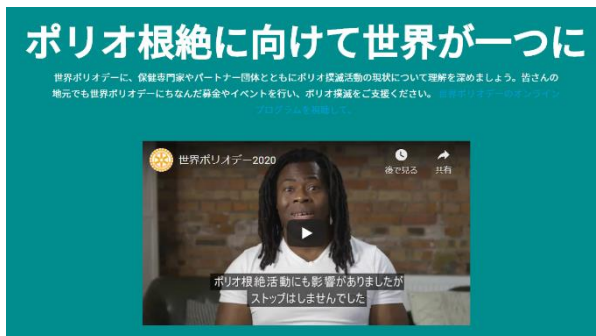 ポリオ根絶に向けて世界が一つに
世界ポリオデーに、保健専門家やパートナー団体とともにポリオ撲滅活動の現状について理解を深めましょう。皆さんの
地元でも世界ポリオデーにちなんだ募金やイベントを行い、ポリオ撲滅をご支援ください。 世界ポリオデーのオンライン
プログラムを視聴して。
世界ポリオデー2020
後で見る
共有
ポリオ根絶活動にも影響がありましたが
ストップはしませんでした